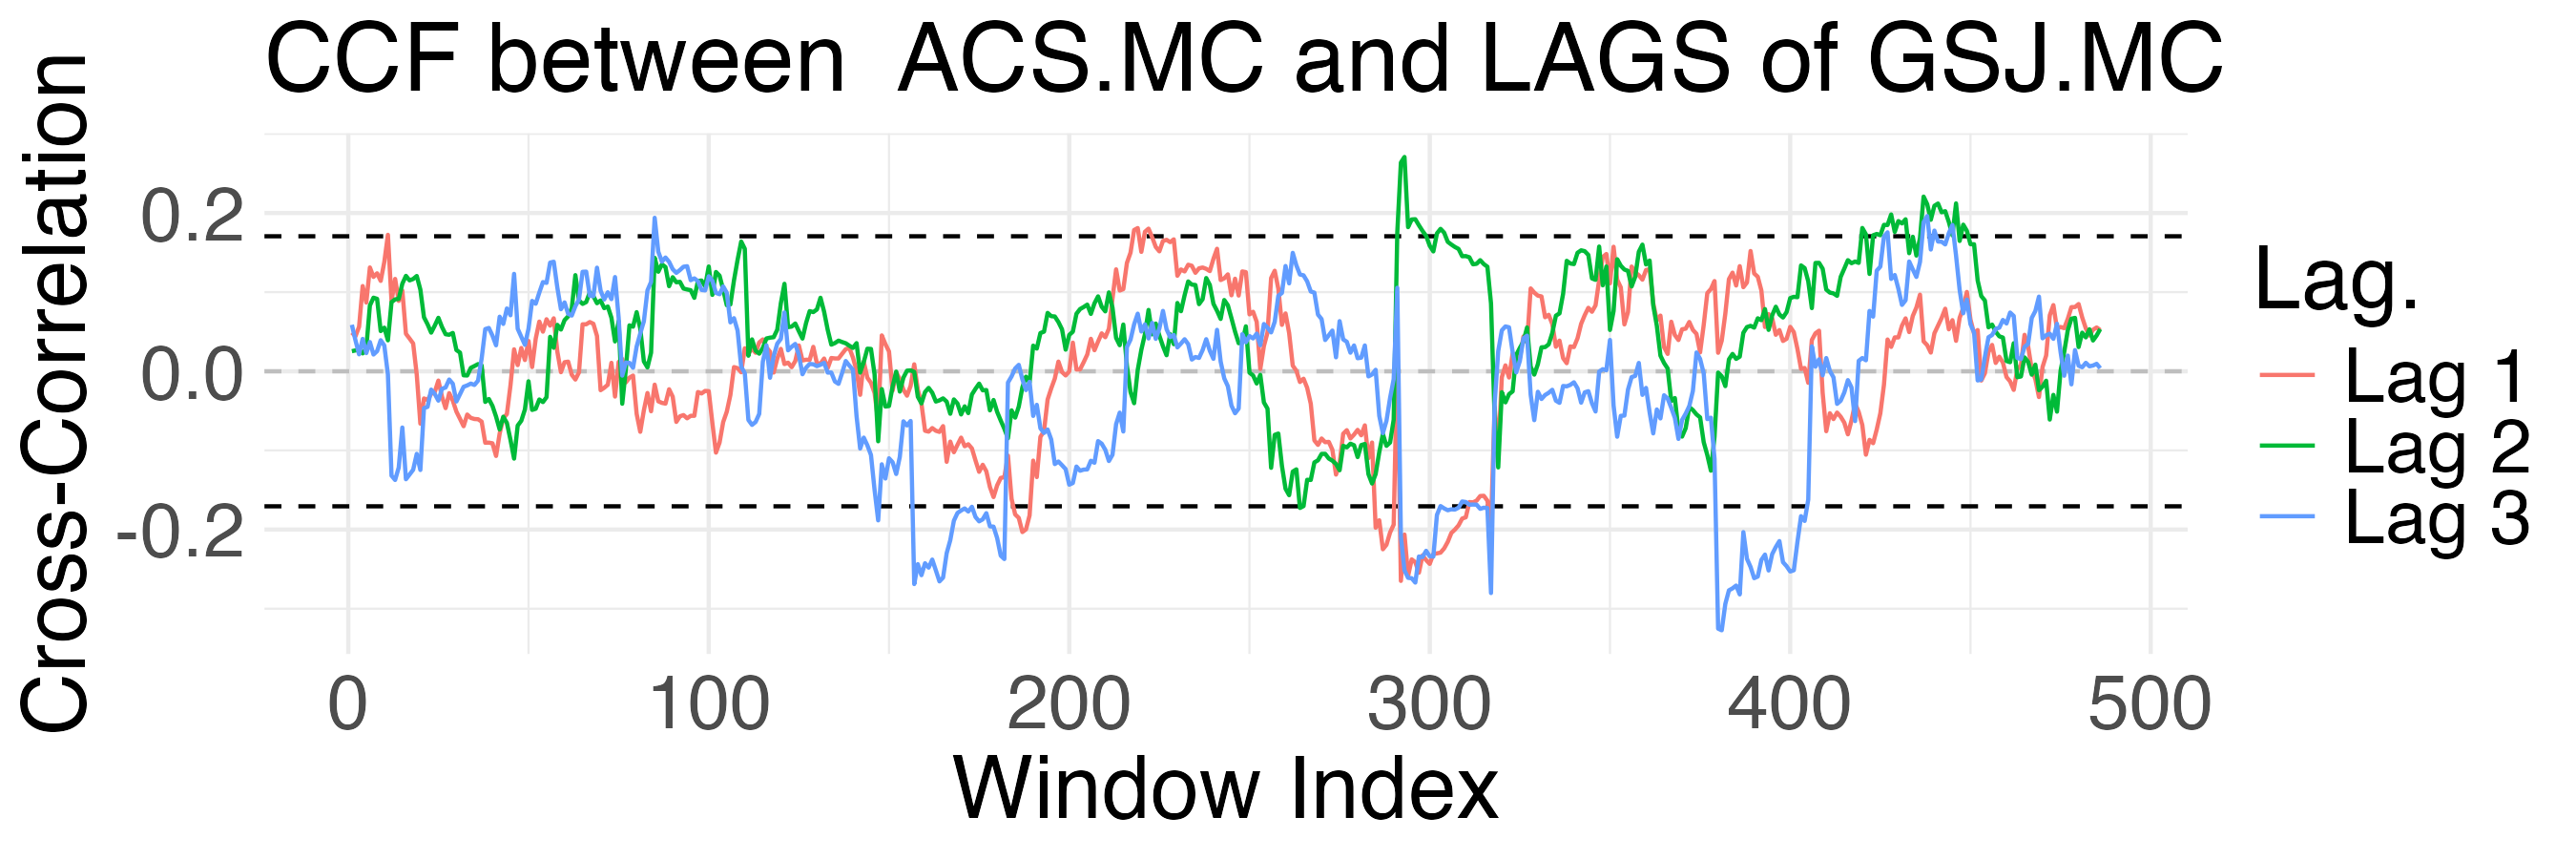 CCF between  ACS.MC and LAGS of GSJ.MC
Cross-Correlation
0.2
0.0
-0.2
0 100 200 300 400 500
Window Index
Lag.
Lag 1
Lag 2
Lag 3